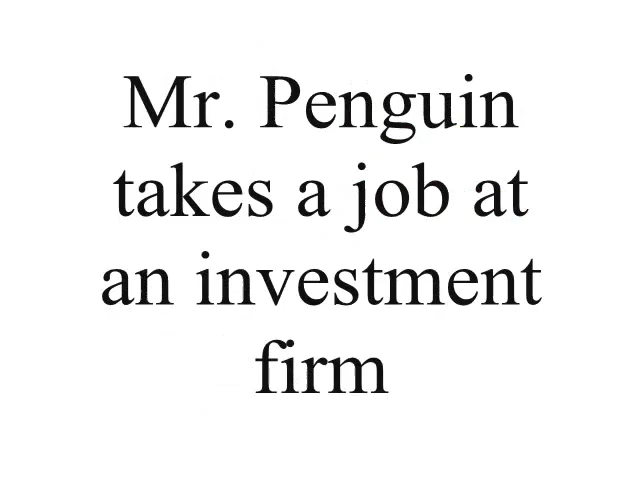 Mr. Penguin
takes a job at
an investment
firm